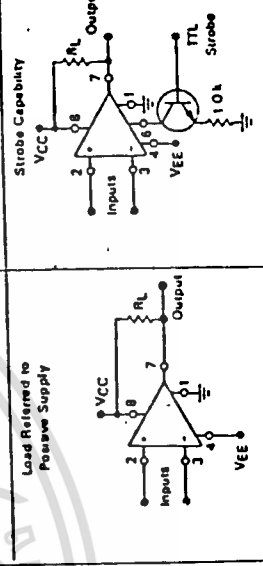 Load Referred to
Positive Supply
VCC
RL
8
2
7
Output
Inputs
3
1
4
VEE
Strobe Capability
VCC
RL
8
2
7
Output
Inputs
3
1
6
4
VEE
TTL
Strobe
1.0 k